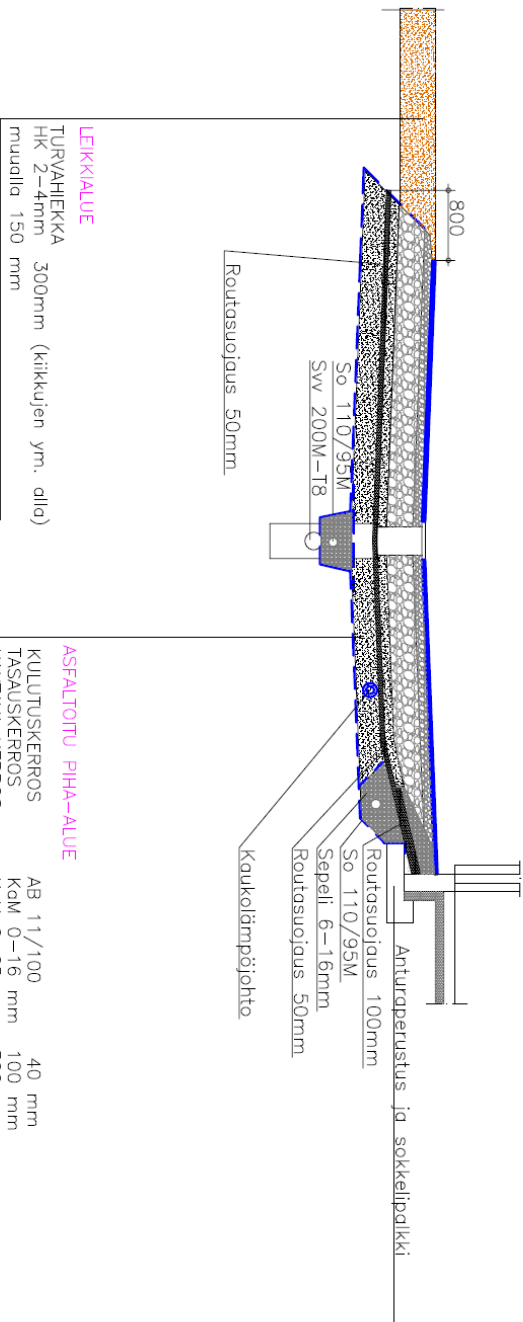 800
Routasuojaus 50mm
So 110/95M
Svv 200M-T8
Anturaperustus ja sokkelipalkki
Routasuojaus 100mm
So 110/95M
Sepeli 6-16mm
Routasuojaus 50mm
Kaukolämpöjohto
LEIKKIALUE
TURVAHIEKKA
HK 2-4mm 300mm (kiikkujen ym. alla)
muualla 150 mm
ASFALTOITU PIHA-ALUE
KULUTUSKERROS AB 11/100 40 mm
TASAUSKERROS KaM 0-16 mm 100 mm